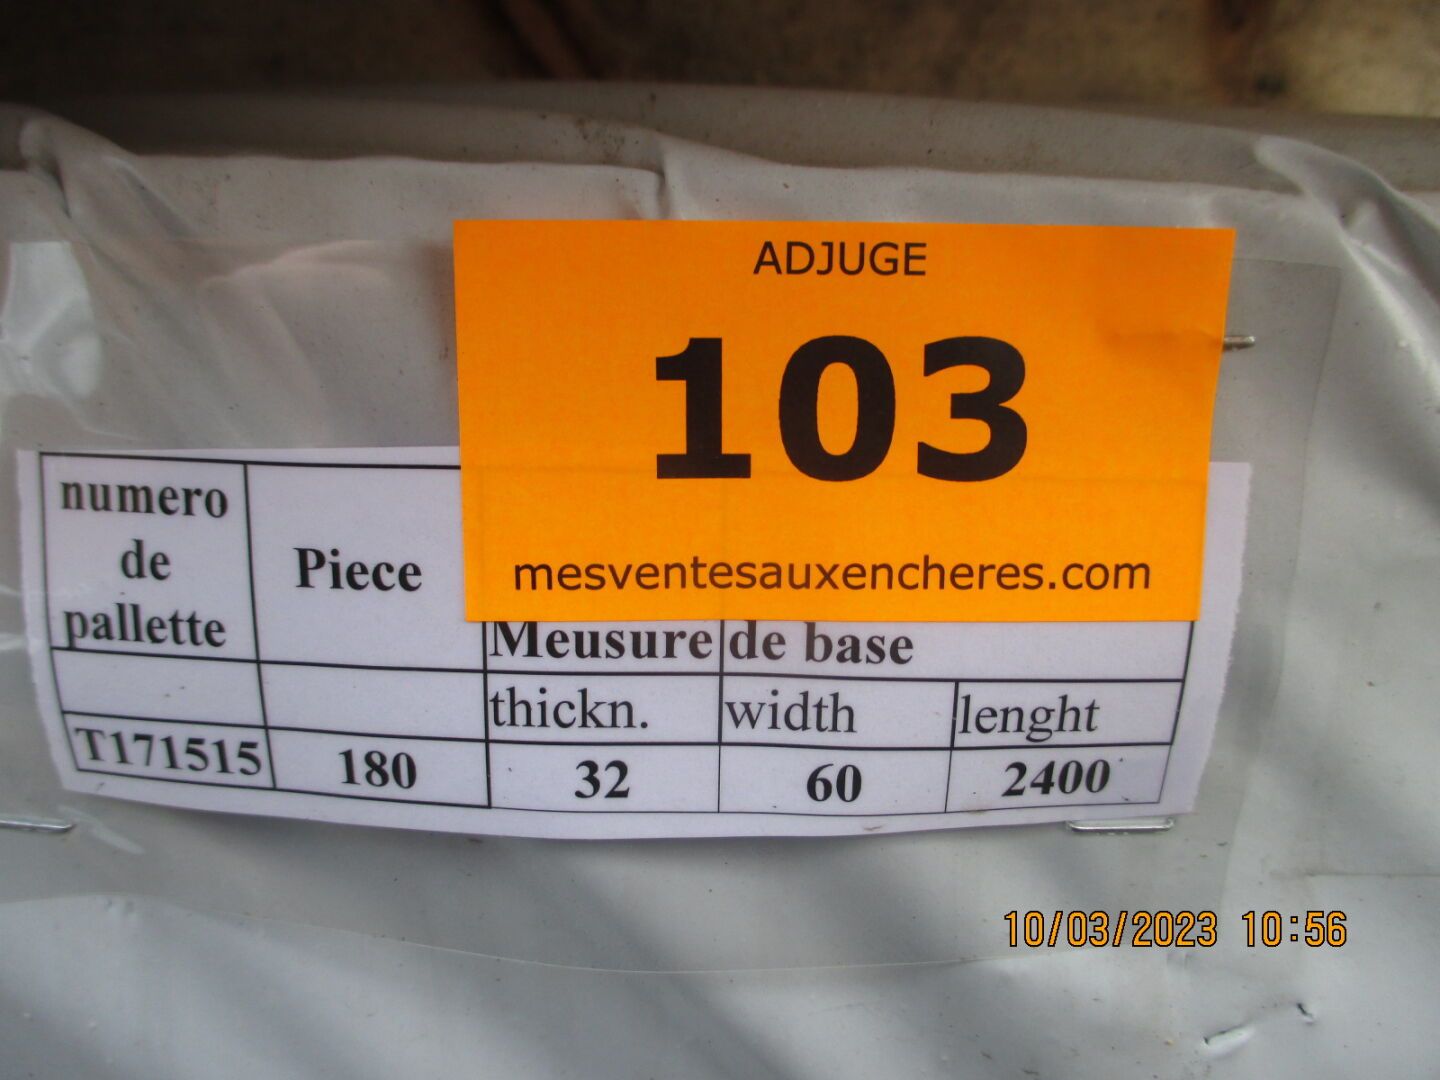 ADJUGE
103
mesventesauxencheres.com
numero
de
pallette
Piece
Meusure de base
thickn. width lenght
T171515 180 32 60 2400
10/03/2023 10:56